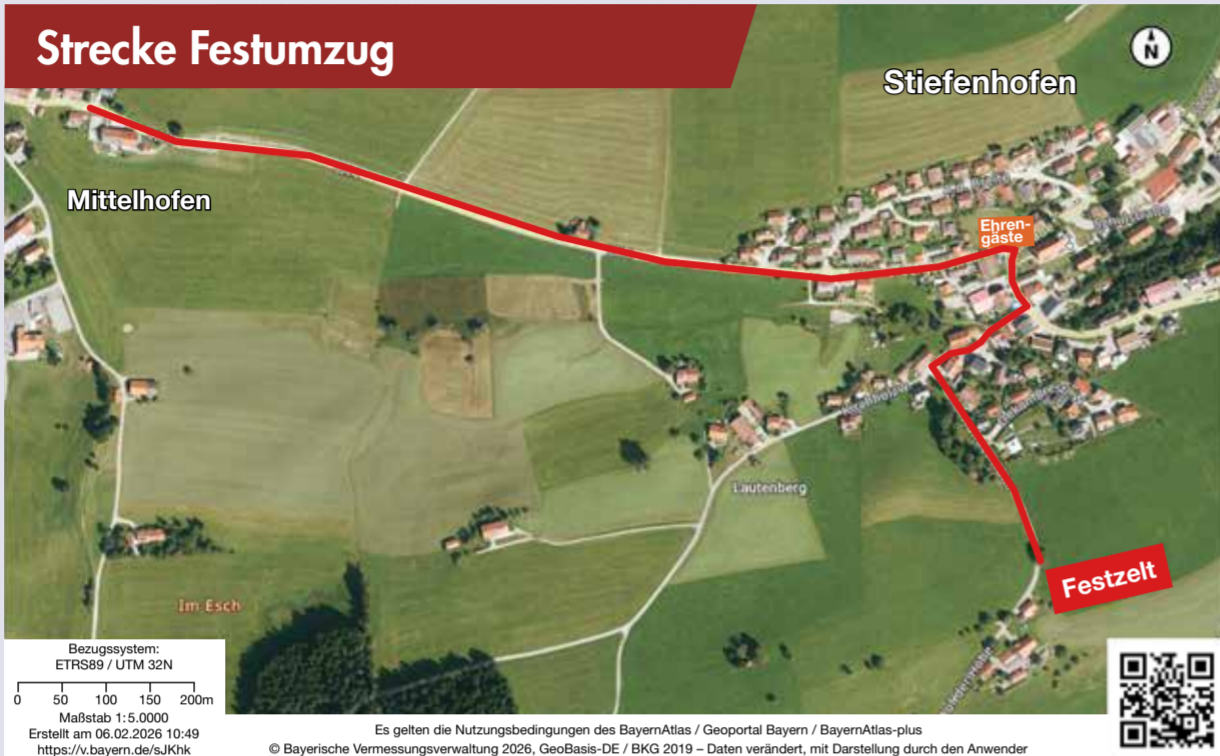 Strecke Festumzug
N
Stiefenhofen
Mittelhofen
Ehren-
gäste
Lautenberg
Festzelt
Im Esch
Bezugssystem:
ETRS89 / UTM 32N
0 50 100 150 200m
Maßstab 1:5.0000
Erstellt am 06.02.2026 10:49
https://v.bayern.de/sJKhk
Es gelten die Nutzungsbedingungen des BayernAtlas / Geoportal Bayern / BayernAtlas-plus
© Bayerische Vermessungsverwaltung 2026, GeoBasis-DE / BKG 2019 – Daten verändert, mit Darstellung durch den Anwender